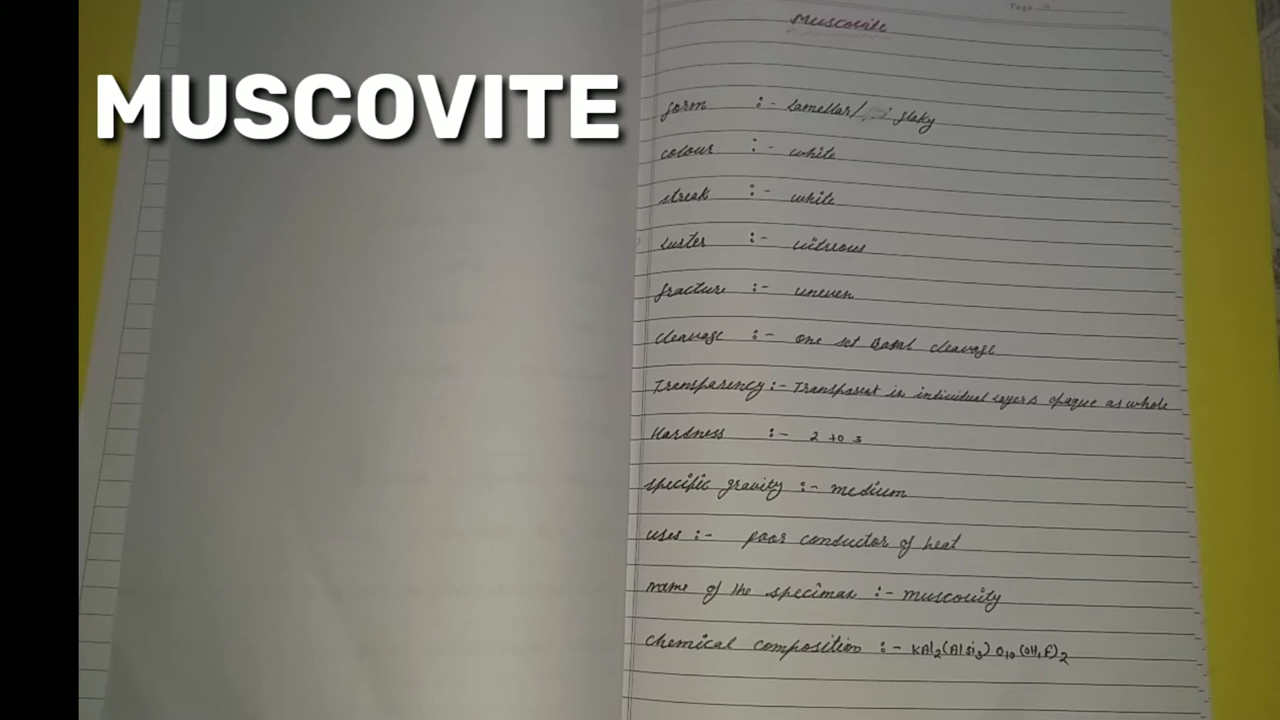 MUSCOVITE
Page
Muscovite
form :- Lamellar/ flaky
colour :- white
streak :- white
Luster :- vitreous
fracture :- uneven
cleavage :- one set Basal cleavage
Transparency :- Transparent in individual layers opaque as whole
Hardness :- 2 to 3
specific gravity :- medium
uses :- poor conductor of heat
name of the speciman :- muscovity
chemical composition :- KAl2(AlSi3)O10(OH,F)2